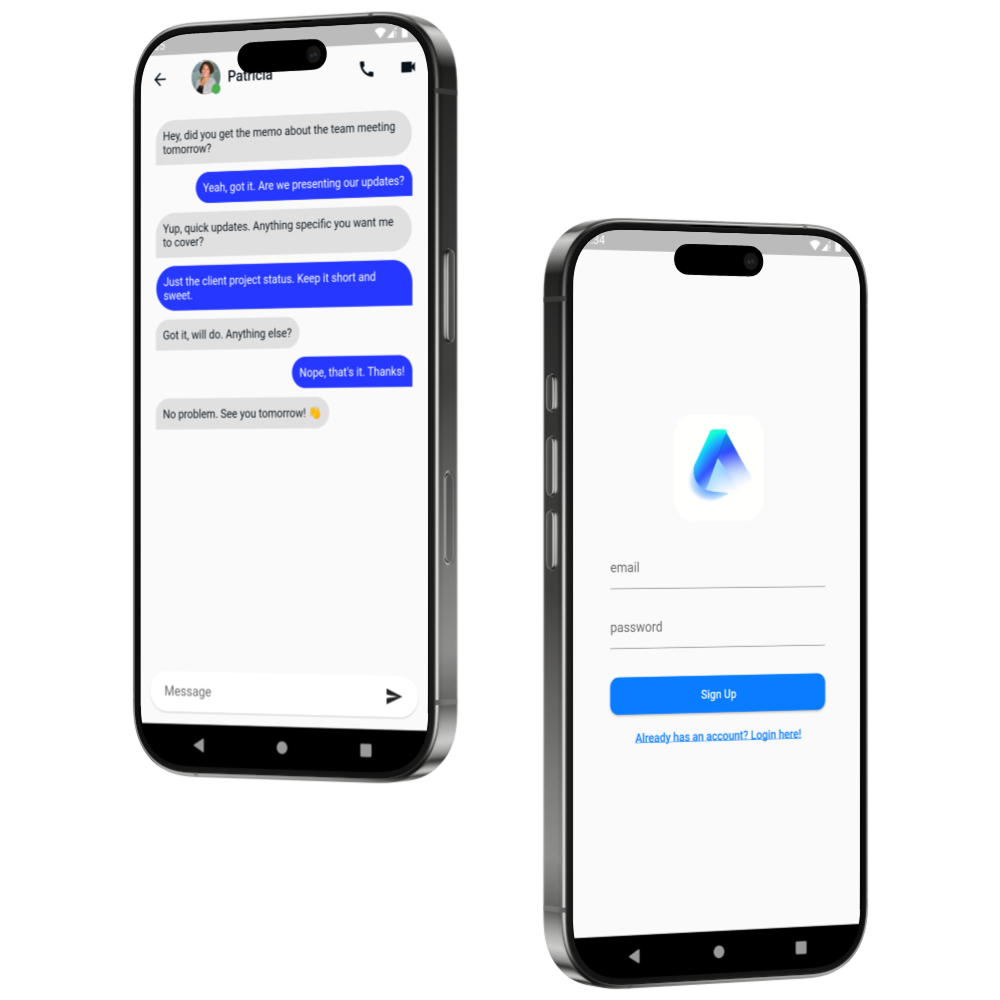 Patricia
Hey, did you get the memo about the team meeting
tomorrow?
Yeah, got it. Are we presenting our updates?
Yup, quick updates. Anything specific you want me
to cover?
Just the client project status. Keep it short and
sweet.
Got it, will do. Anything else?
Nope, that's it. Thanks!
No problem. See you tomorrow! 👋
Message
email
password
Sign Up
Already has an account? Login here!